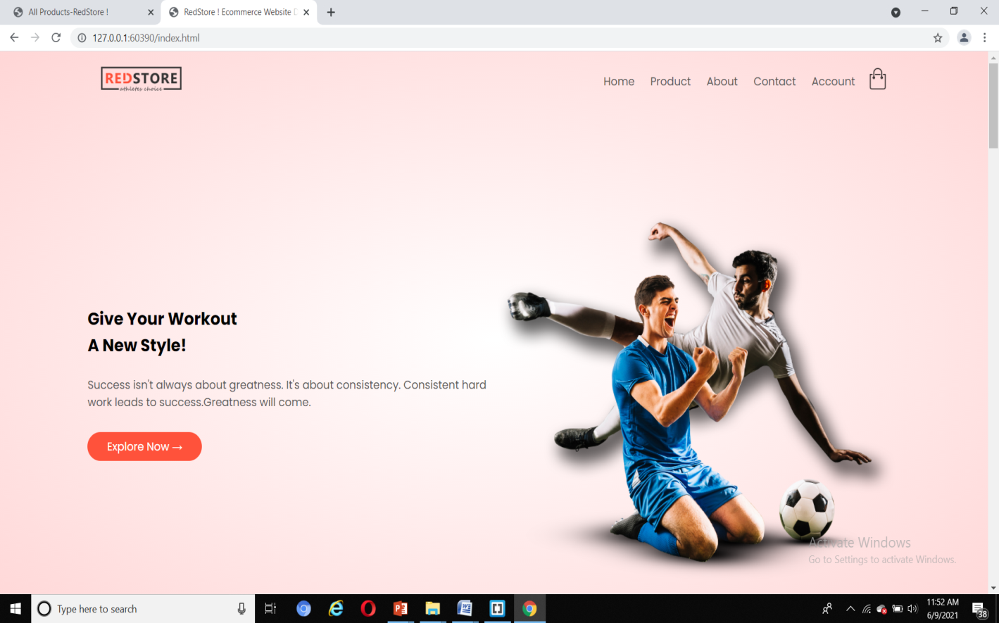 All Products-RedStore !
RedStore ! Ecommerce Website D
127.0.0.1:60390/index.html
REDSTORE
athletes choice
Home Product About Contact Account
Give Your Workout
A New Style!
Success isn't always about greatness. It's about consistency. Consistent hard
work leads to success.Greatness will come.
Explore Now →
Activate Windows
Go to Settings to activate Windows.
Type here to search
11:52 AM
6/9/2021
38